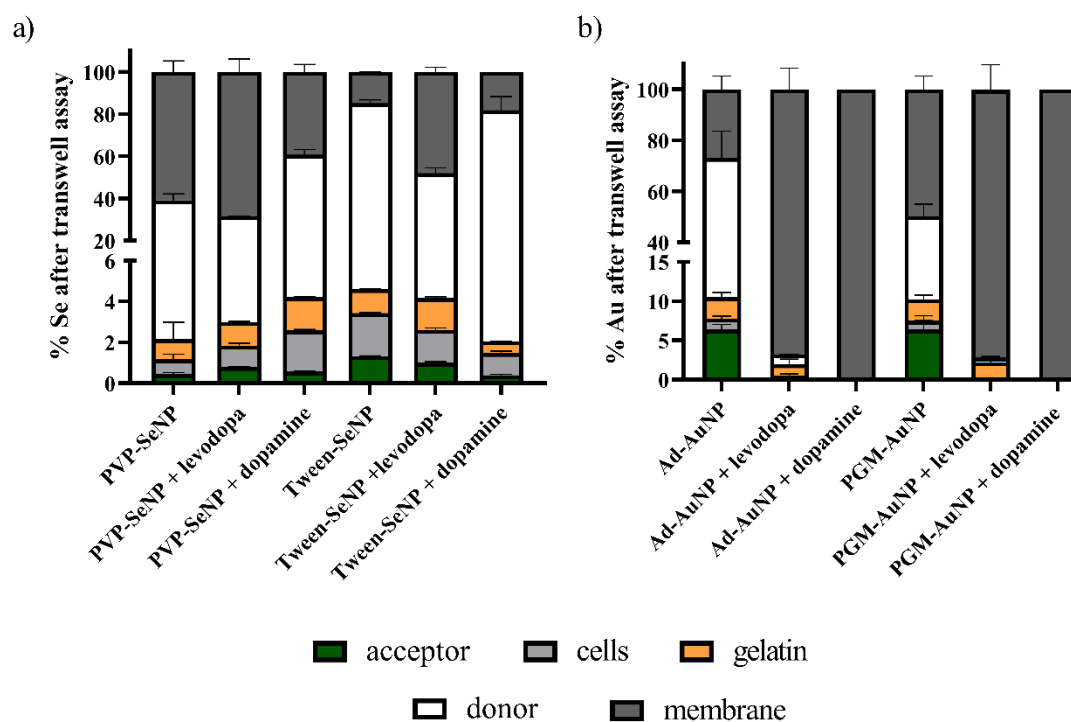 a)
% Se after transwell assay
100
80
60
40
20
6
4
2
0
PVP-SeNP
PVP-SeNP + levodopa
PVP-SeNP + dopamine
Tween-SeNP
Tween-SeNP +levodopa
Tween-SeNP + dopamine
b)
% Au after transwell assay
100
80
60
40
15
10
5
0
Ad-AuNP
Ad-AuNP + levodopa
Ad-AuNP + dopamine
PGM-AuNP
PGM-AuNP + levodopa
PGM-AuNP + dopamine
acceptor cells gelatin
donor membrane